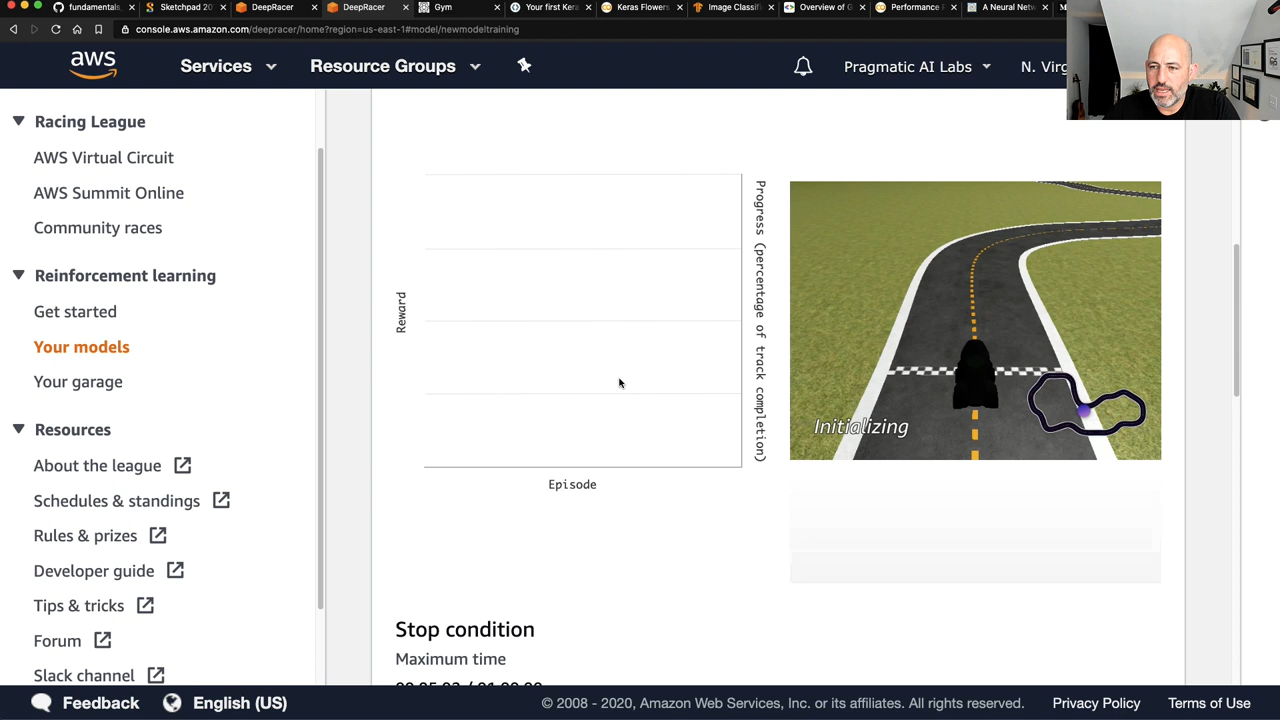 fundamentals_
Sketchpad 20
DeepRacer
DeepRacer
Gym
Your first Kera
Keras Flowers
Image Classifi
Overview of G
Performance F
A Neural Netw
console.aws.amazon.com/deepracer/home?region=us-east-1#model/newmodeltraining
aws
Services
Resource Groups
Pragmatic AI Labs
N. Virg
Racing League
AWS Virtual Circuit
AWS Summit Online
Community races
Reinforcement learning
Get started
Your models
Your garage
Resources
About the league
Schedules & standings
Rules & prizes
Developer guide
Tips & tricks
Forum
Slack channel
Reward
Episode
Progress (percentage of track completion)
Initializing
Stop condition
Maximum time
Feedback
English (US)
© 2008 - 2020, Amazon Web Services, Inc. or its affiliates. All rights reserved.
Privacy Policy
Terms of Use